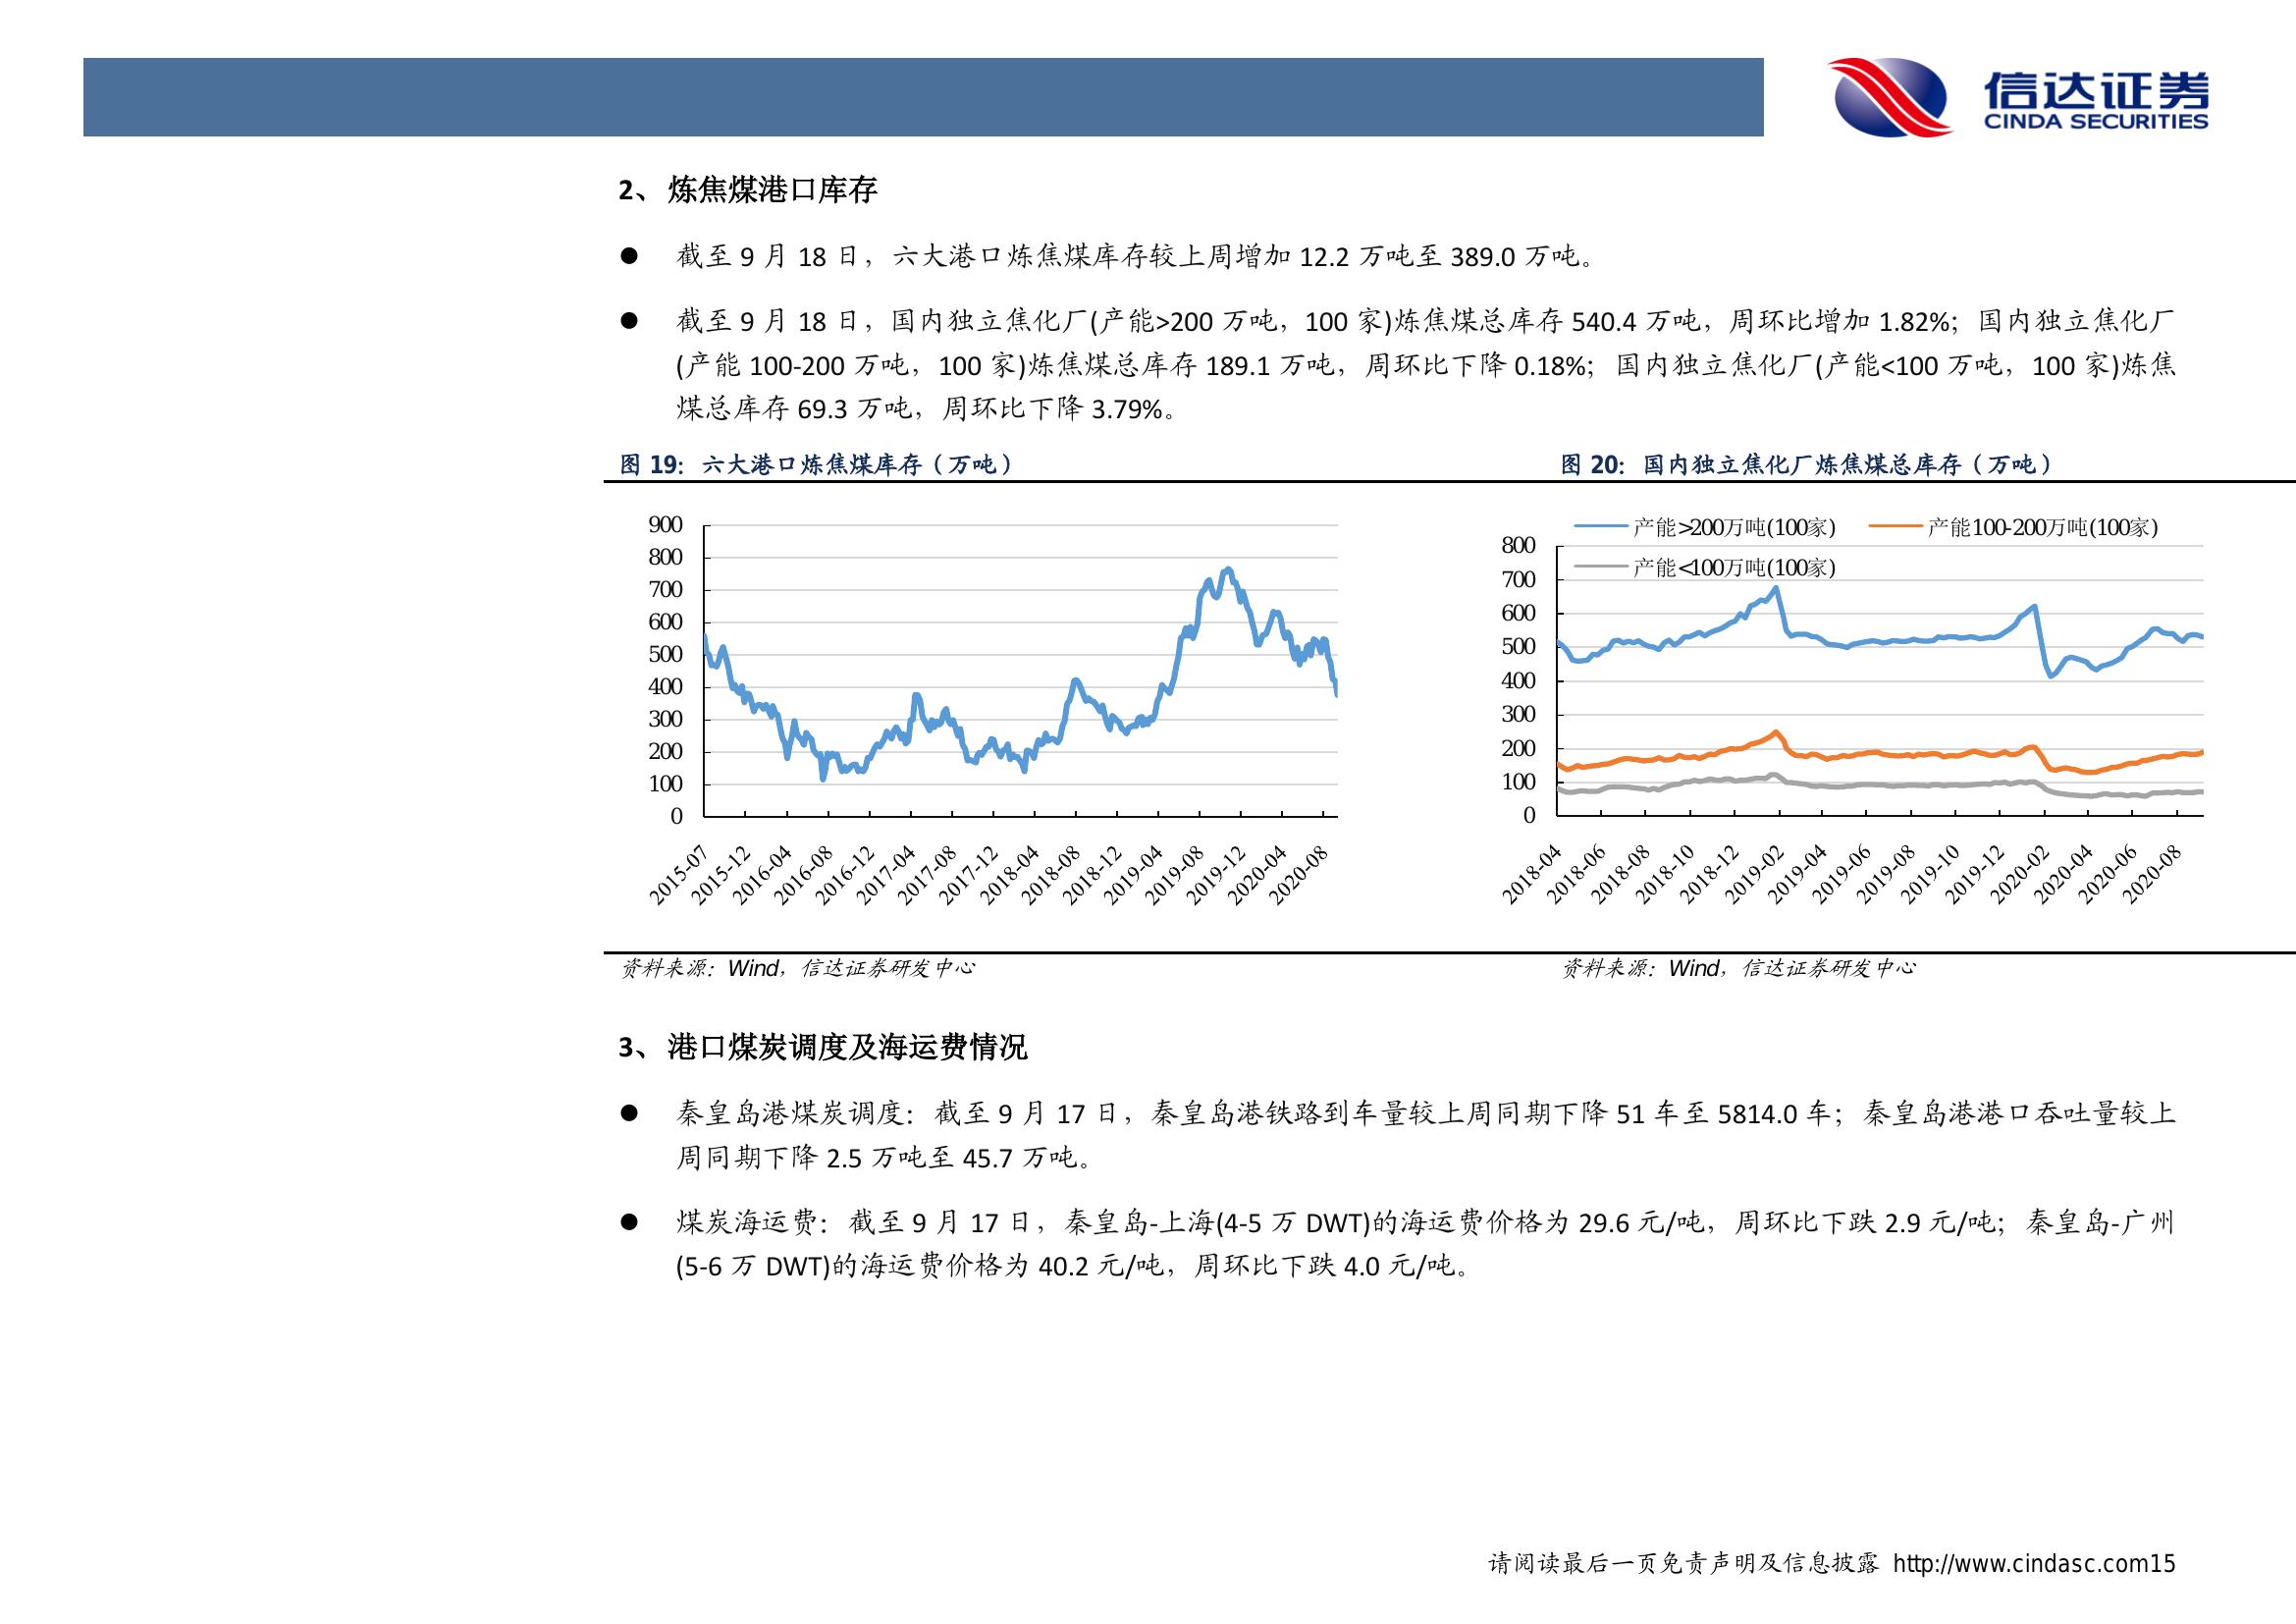 信达证券
CINDA SECURITIES
2、 炼焦煤港口库存
● 截至 9 月 18 日，六大港口炼焦煤库存较上周增加 12.2 万吨至 389.0 万吨。
● 截至 9 月 18 日，国内独立焦化厂(产能>200 万吨，100 家)炼焦煤总库存 540.4 万吨，周环比增加 1.82%；国内独立焦化厂
(产能 100-200 万吨，100 家)炼焦煤总库存 189.1 万吨，周环比下降 0.18%；国内独立焦化厂(产能<100 万吨，100 家)炼焦
煤总库存 69.3 万吨，周环比下降 3.79%。
图 19：六大港口炼焦煤库存（万吨）
900
800
700
600
500
400
300
200
100
0
2015-07
2015-12
2016-04
2016-08
2016-12
2017-04
2017-08
2017-12
2018-04
2018-08
2018-12
2019-04
2019-08
2019-12
2020-04
2020-08
资料来源：Wind，信达证券研发中心
图 20：国内独立焦化厂炼焦煤总库存（万吨）
产能>200万吨(100家)
产能100-200万吨(100家)
产能<100万吨(100家)
800
700
600
500
400
300
200
100
0
2018-04
2018-06
2018-08
2018-10
2018-12
2019-02
2019-04
2019-06
2019-08
2019-10
2019-12
2020-02
2020-04
2020-06
2020-08
资料来源：Wind，信达证券研发中心
3、 港口煤炭调度及海运费情况
● 秦皇岛港煤炭调度：截至 9 月 17 日，秦皇岛港铁路到车量较上周同期下降 51 车至 5814.0 车；秦皇岛港港口吞吐量较上
周同期下降 2.5 万吨至 45.7 万吨。
● 煤炭海运费：截至 9 月 17 日，秦皇岛-上海(4-5 万 DWT)的海运费价格为 29.6 元/吨，周环比下跌 2.9 元/吨；秦皇岛-广州
(5-6 万 DWT)的海运费价格为 40.2 元/吨，周环比下跌 4.0 元/吨。
请阅读最后一页免责声明及信息披露 http://www.cindasc.com15